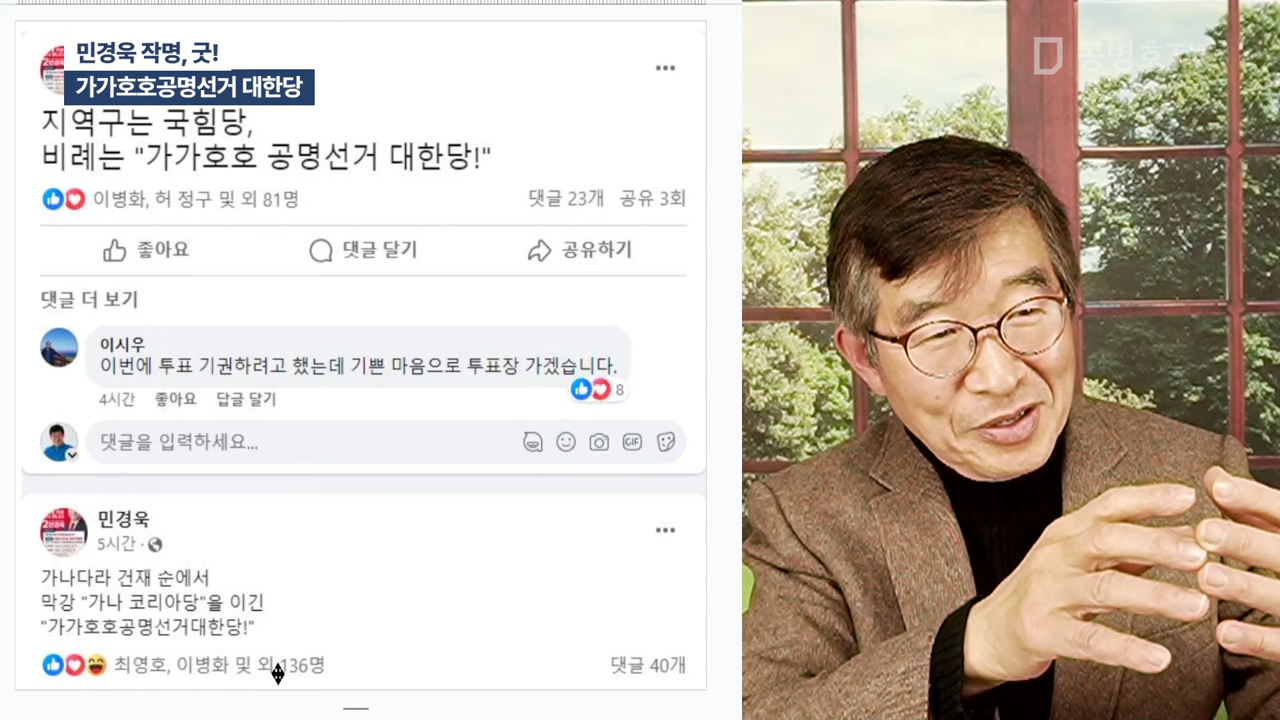 민경욱 작명, 굿!
가가호호공명선거 대한당
지역구는 국힘당,
비례는 "가가호호 공명선거 대한당!"
이병화, 허 정구 및 외 81명
댓글 23개 공유 3회
좋아요 댓글 달기 공유하기
댓글 더 보기
이시우
이번에 투표 기권하려고 했는데 기쁜 마음으로 투표장 가겠습니다.
8
4시간 좋아요 답글 달기
댓글을 입력하세요...
GIF
민경욱
5시간 ·
가나다라 건재 순에서
막강 "가나 코리아당"을 이긴
"가가호호공명선거대한당!"
최영호, 이병화 및 외 136명
댓글 40개
공병호